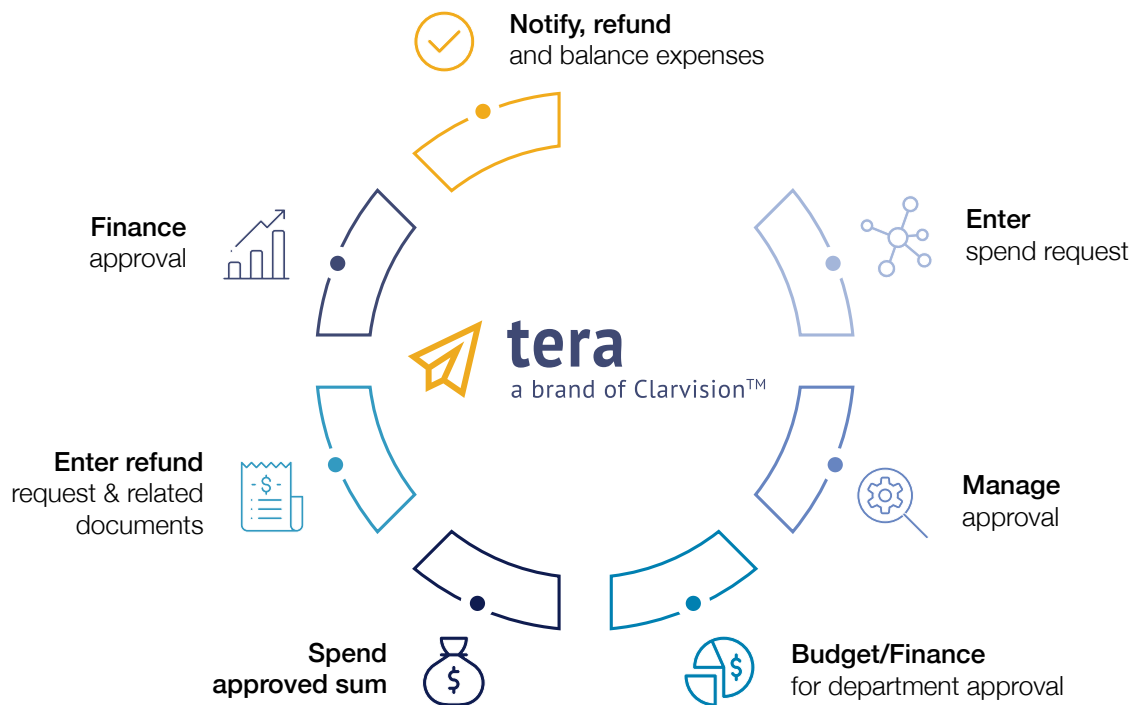 Notify, refund
and balance expenses
Enter
spend request
Manage
approval
Budget/Finance
for department approval
Spend
approved sum
Enter refund
request & related
documents
Finance
approval
tera
a brand of Clarvision™
$
$
-$-